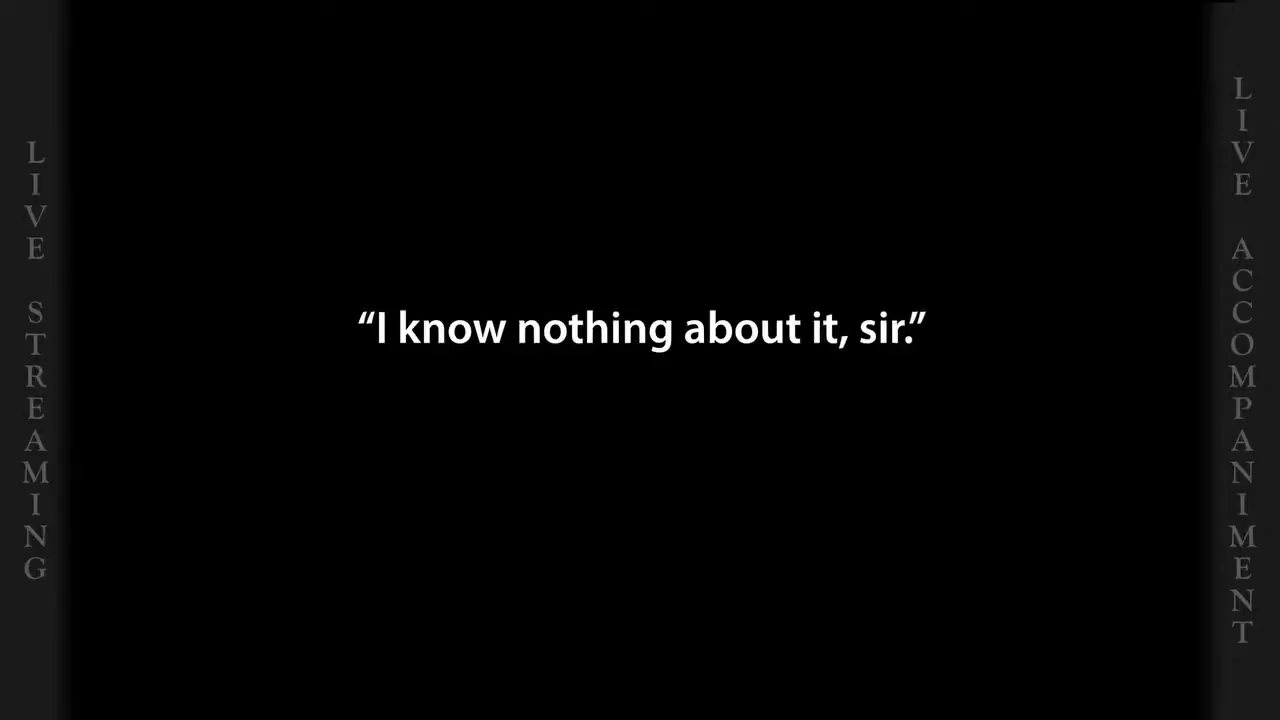 LIVE STREAMING
“I know nothing about it, sir.”
LIVE ACCOMPANIMENT